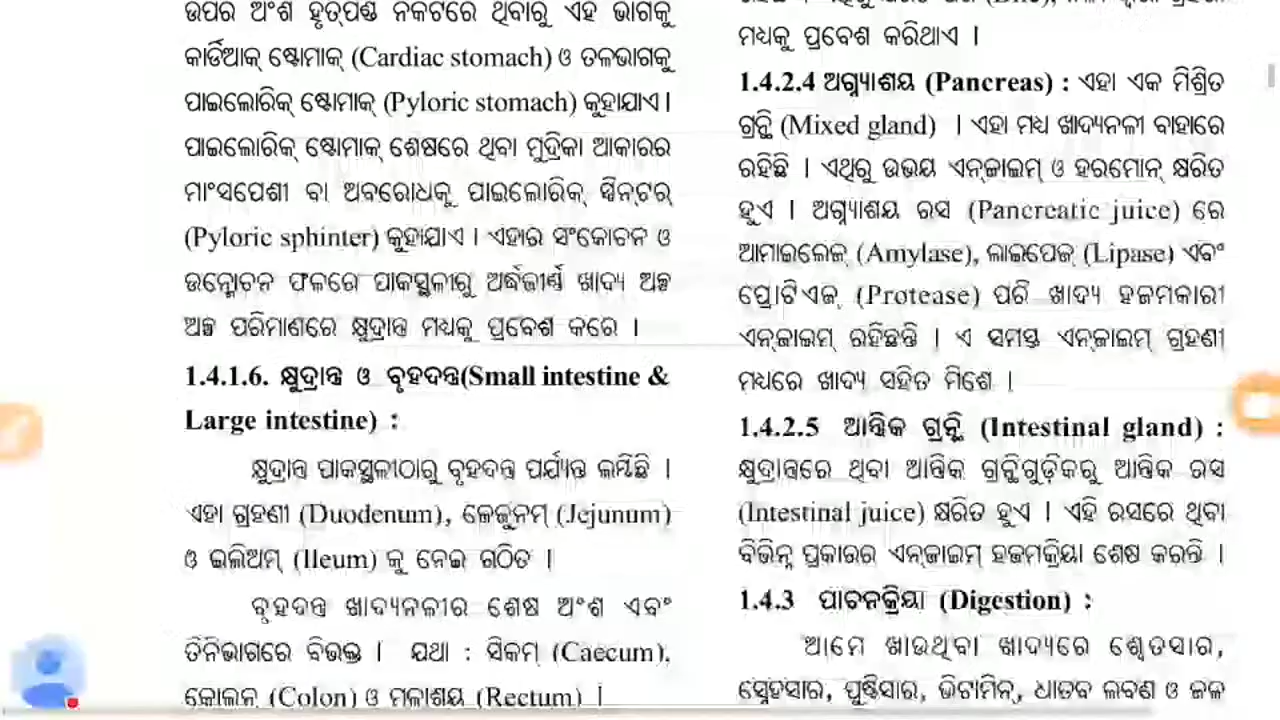 ଉପର ଅଂଶ ହୃତ୍‌ପିଣ୍ଡ ନିକଟରେ ଥିବାରୁ ଏହି ଭାଗକୁ
କାର୍ଡିଆକ୍ ଷ୍ଟୋମାକ୍ (Cardiac stomach) ଓ ତଳଭାଗକୁ
ପାଇଲୋରିକ୍ ଷ୍ଟୋମାକ୍ (Pyloric stomach) କୁହାଯାଏ ।
ପାଇଲୋରିକ୍ ଷ୍ଟୋମାକ୍ ଶେଷରେ ଥିବା ମୁଦ୍ରିକା ଆକାରର
ମାଂସପେଶୀ ବା ଅବରୋଧକୁ ପାଇଲୋରିକ୍ ସ୍ଫିନ୍‌ଟର୍
(Pyloric sphinter) କୁହାଯାଏ । ଏହାର ସଂକୋଚନ ଓ
ଉନ୍ମୋଚନ ଫଳରେ ପାକସ୍ଥଳୀରୁ ଅର୍ଦ୍ଧଜୀର୍ଣ୍ଣ ଖାଦ୍ୟ ଅଳ୍ପ
ଅଳ୍ପ ପରିମାଣରେ କ୍ଷୁଦ୍ରାନ୍ତ୍ର ମଧ୍ୟକୁ ପ୍ରବେଶ କରେ ।
1.4.1.6. କ୍ଷୁଦ୍ରାନ୍ତ୍ର ଓ ବୃହଦନ୍ତ୍ର(Small intestine &
Large intestine) :
କ୍ଷୁଦ୍ରାନ୍ତ୍ର ପାକସ୍ଥଳୀଠାରୁ ବୃହଦନ୍ତ୍ର ପର୍ଯ୍ୟନ୍ତ ଲମ୍ବିଛି ।
ଏହା ଗ୍ରହଣୀ (Duodenum), ଜେଜୁନମ୍ (Jejunum)
ଓ ଇଲିଅମ୍ (Ileum) କୁ ନେଇ ଗଠିତ ।
ବୃହଦନ୍ତ୍ର ଖାଦ୍ୟନଳୀର ଶେଷ ଅଂଶ ଏବଂ
ତିନିଭାଗରେ ବିଭକ୍ତ । ଯଥା : ସିକମ୍ (Caecum),
କୋଲନ୍ (Colon) ଓ ମଳାଶୟ (Rectum) ।
ମଧ୍ୟକୁ ପ୍ରବେଶ କରିଥାଏ ।
1.4.2.4 ଅଗ୍ନ୍ୟାଶୟ (Pancreas) : ଏହା ଏକ ମିଶ୍ରିତ
ଗ୍ରନ୍ଥି (Mixed gland) । ଏହା ମଧ୍ୟ ଖାଦ୍ୟନଳୀ ବାହାରେ
ରହିଛି । ଏଥିରୁ ଉଭୟ ଏନ୍‌ଜାଇମ୍ ଓ ହରମୋନ୍ କ୍ଷରିତ
ହୁଏ । ଅଗ୍ନ୍ୟାଶୟ ରସ (Pancreatic juice) ରେ
ଆମାଇଲେଜ୍ (Amylase), ଲାଇପେଜ୍ (Lipase) ଏବଂ
ପ୍ରୋଟିଏଜ୍ (Protease) ପରି ଖାଦ୍ୟ ହଜମକାରୀ
ଏନ୍‌ଜାଇମ୍ ରହିଛନ୍ତି । ଏ ସମସ୍ତ ଏନ୍‌ଜାଇମ୍ ଗ୍ରହଣୀ
ମଧ୍ୟରେ ଖାଦ୍ୟ ସହିତ ମିଶେ ।
1.4.2.5 ଆନ୍ତ୍ରିକ ଗ୍ରନ୍ଥି (Intestinal gland) :
କ୍ଷୁଦ୍ରାନ୍ତ୍ରରେ ଥିବା ଆନ୍ତ୍ରିକ ଗ୍ରନ୍ଥିଗୁଡ଼ିକରୁ ଆନ୍ତ୍ରିକ ରସ
(Intestinal juice) କ୍ଷରିତ ହୁଏ । ଏହି ରସରେ ଥିବା
ବିଭିନ୍ନ ପ୍ରକାରର ଏନ୍‌ଜାଇମ୍ ହଜମକ୍ରିୟା ଶେଷ କରନ୍ତି ।
1.4.3 ପାଚନକ୍ରିୟା (Digestion) :
ଆମେ ଖାଉଥିବା ଖାଦ୍ୟରେ ଶ୍ୱେତସାର,
ସ୍ନେହସାର, ପୁଷ୍ଟିସାର, ଭିଟାମିନ୍, ଧାତବ ଲବଣ ଓ ଜଳ